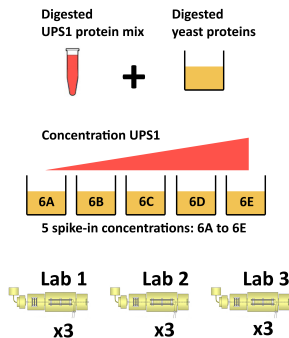 Digested
UPS1 protein mix
Digested
yeast proteins
Concentration UPS1
6A 6B 6C 6D 6E
5 spike-in concentrations: 6A to 6E
Lab 1 Lab 2 Lab 3
x3 x3 x3